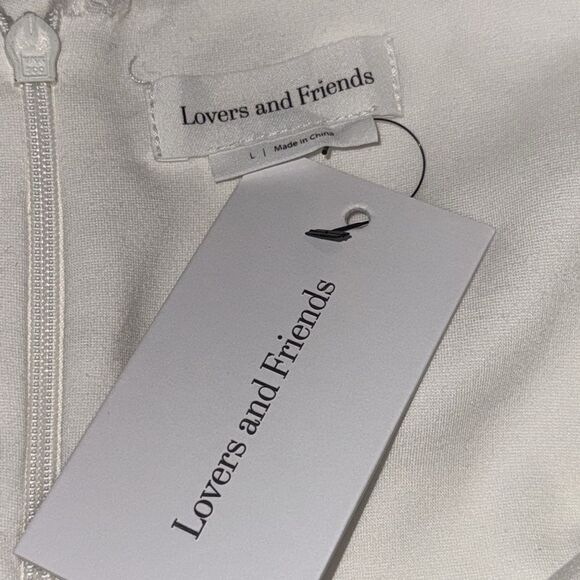 Lovers and Friends
L | Made in China
Lovers and Friends